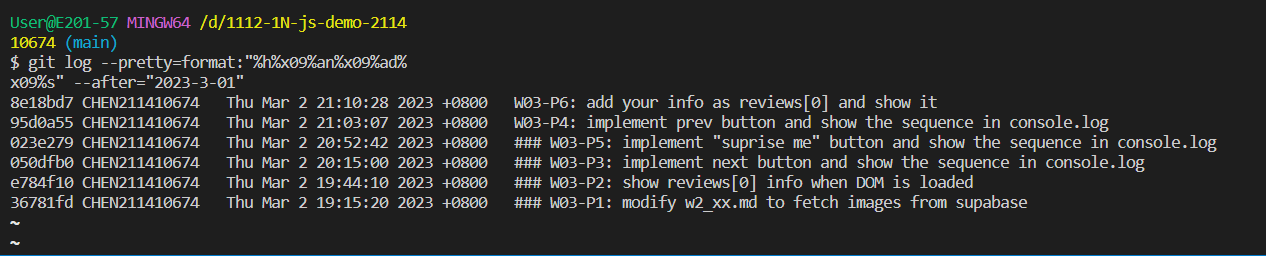 User@E201-57 MINGW64 /d/1112-1N-js-demo-2114
10674 (main)
$ git log --pretty=format:"%h%x09%an%x09%ad%
x09%s" --after="2023-3-01"
8e18bd7 CHEN211410674   Thu Mar 2 21:10:28 2023 +0800   W03-P6: add your info as reviews[0] and show it
95d0a55 CHEN211410674   Thu Mar 2 21:03:07 2023 +0800   W03-P4: implement prev button and show the sequence in console.log
023e279 CHEN211410674   Thu Mar 2 20:52:42 2023 +0800   ### W03-P5: implement "suprise me" button and show the sequence in console.log
050dfb0 CHEN211410674   Thu Mar 2 20:15:00 2023 +0800   ### W03-P3: implement next button and show the sequence in console.log
e784f10 CHEN211410674   Thu Mar 2 19:44:10 2023 +0800   ### W03-P2: show reviews[0] info when DOM is loaded
36781fd CHEN211410674   Thu Mar 2 19:15:20 2023 +0800   ### W03-P1: modify w2_xx.md to fetch images from supabase
~
~